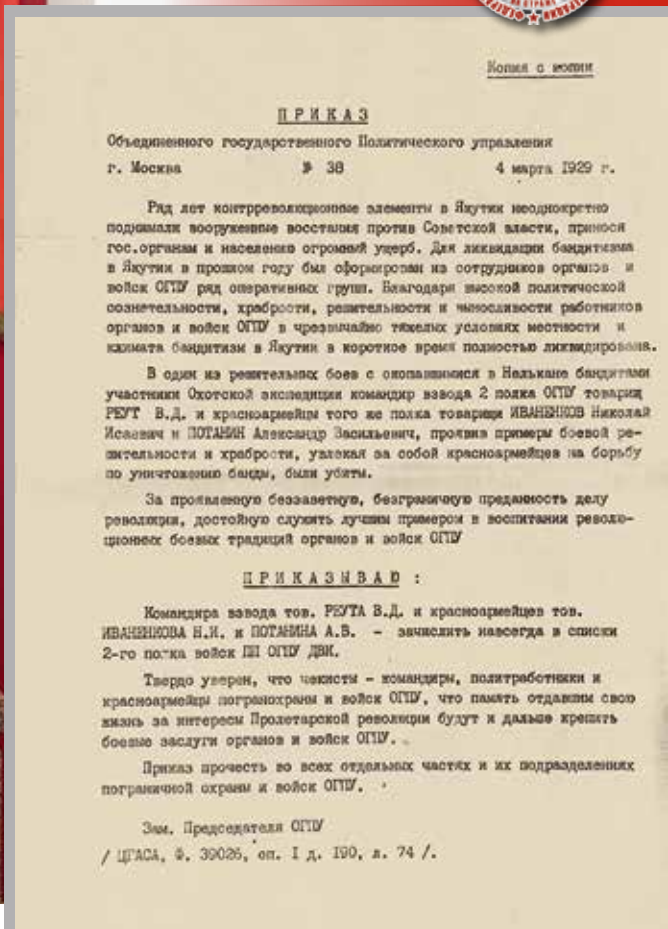 Копия с копии
ПРИКАЗ
Объединенного государственного Политического управления
г. Москва № 38 4 марта 1929 г.
Ряд лет контрреволюционные элементы в Якутии неоднократно
поднимали вооруженные восстания против Советской власти, принося
гос.органам и населению огромный ущерб. Для ликвидации бандитизма
в Якутии в прошлом году был сформирован из сотрудников органов и
войск ОГПУ ряд оперативных групп. Благодаря высокой политической
сознательности, храбрости, решительности и выносливости работников
органов и войск ОГПУ в чрезвычайно тяжелых условиях местности и
климата бандитизм в Якутии в короткое время полностью ликвидирована.
В один из решительных боев с окопавшимися в Нелькане бандитами
участники Охотской экспедиции командир взвода 2 полка ОГПУ товарищ
РЕУТ В.Д. и красноармейцы того же полка товарищи ИВАНЕНКОВ Николай
Исаевич и ПОТАНИН Александр Васильевич, проявив примеры боевой ре-
шительности и храбрости, увлекая за собой красноармейцев на борьбу
по уничтожению банды, были убиты.
За проявленную беззаветную, безграничную преданность делу
революции, достойную служить лучшим примером в воспитании револю-
ционных боевых традиций органов и войск ОГПУ
ПРИКАЗЫВАЮ :
Командира взвода тов. РЕУТА В.Д. и красноармейцев тов.
ИВАНЕНКОВА Н.И. и ПОТАНИНА А.В. - зачислить навсегда в списки
2-го полка войск ПП ОГПУ ДВК.
Твердо уверен, что чекисты - командиры, политработники и
красноармейцы погранохраны и войск ОГПУ, что память отдавшим свою
жизнь за интересы Пролетарской революции будут и дальше крепить
боевые заслуги органов и войск ОГПУ.
Приказ прочесть во всех отдельных частях и их подразделениях
пограничной охраны и войск ОГПУ.
Зам. Председателя ОГПУ
/ ЦГАСА, Ф. 39026, оп. I д. I90, л. 74 /.